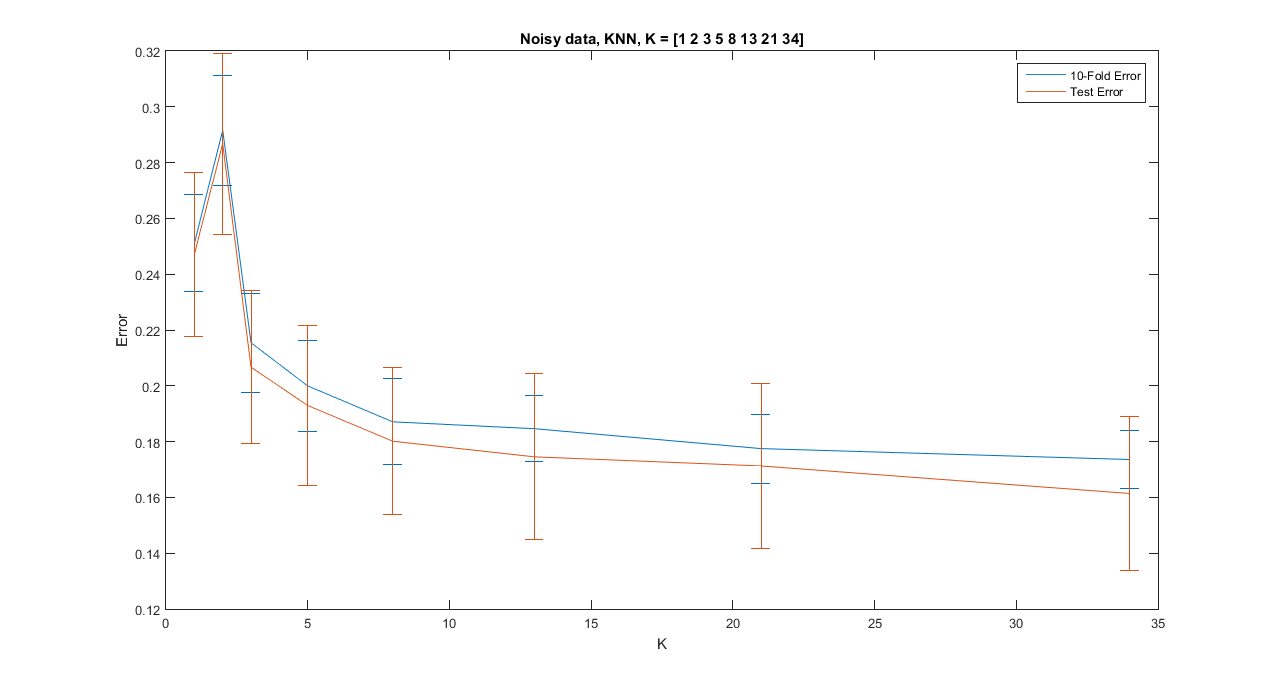 Noisy data, KNN, K = [1 2 3 5 8 13 21 34]
10-Fold Error
Test Error
0.32
0.3
0.28
0.26
0.24
0.22
0.2
0.18
0.16
0.14
0.12
Error
0 5 10 15 20 25 30 35
K